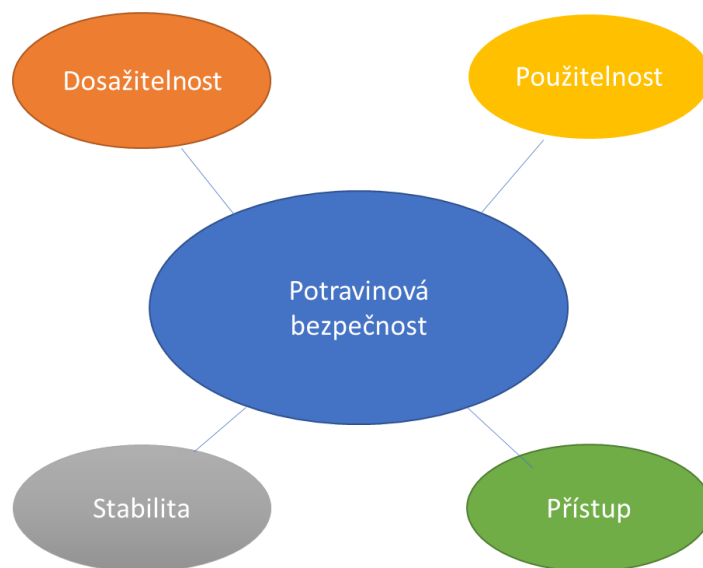 Dosažitelnost
Použitelnost
Potravinová
bezpečnost
Stabilita
Přístup